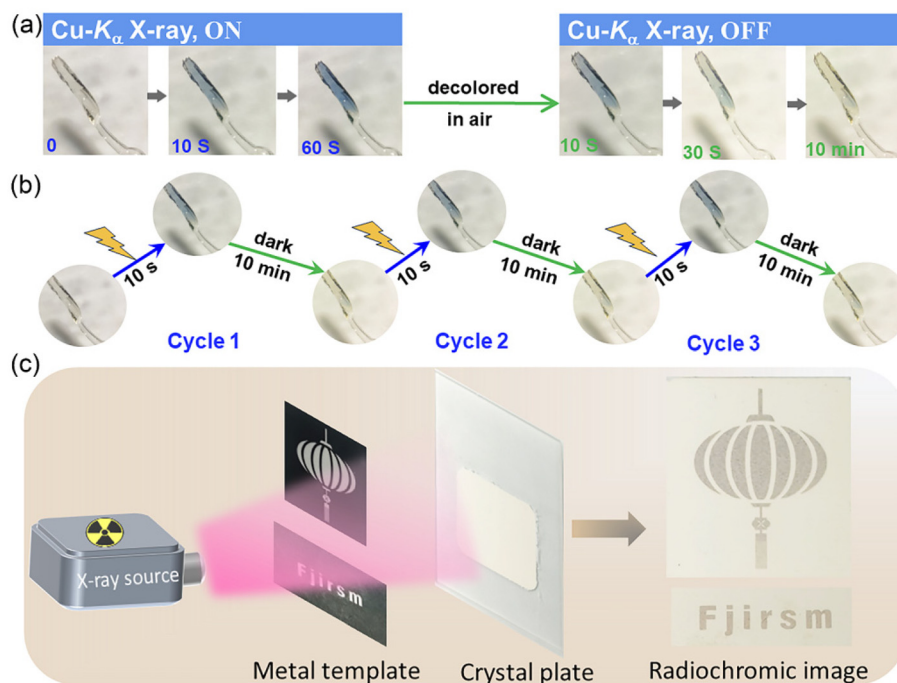 (a)
Cu-Kα X-ray, ON
Cu-Kα X-ray, OFF
0
10 S
60 S
decolored
in air
10 S
30 S
10 min
(b)
10 s
dark
10 min
10 s
dark
10 min
10 s
dark
10 min
Cycle 1
Cycle 2
Cycle 3
(c)
X-ray source
Fjirsm
Fjirsm
Metal template
Crystal plate
Radiochromic image